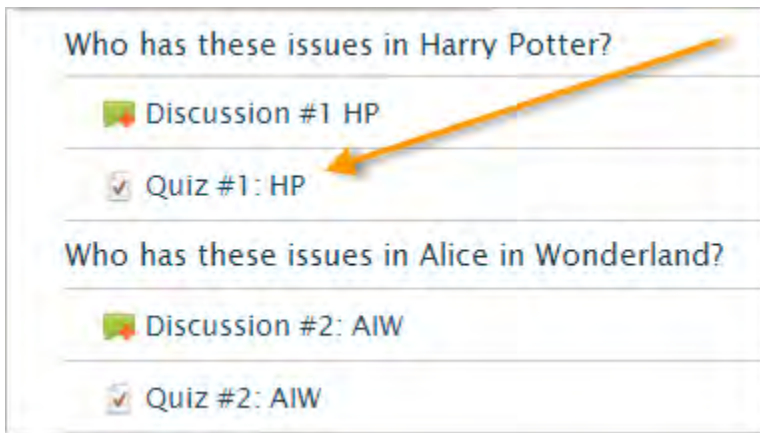 Who has these issues in Harry Potter?
Discussion #1 HP
Quiz #1: HP
Who has these issues in Alice in Wonderland?
Discussion #2: AIW
Quiz #2: AIW